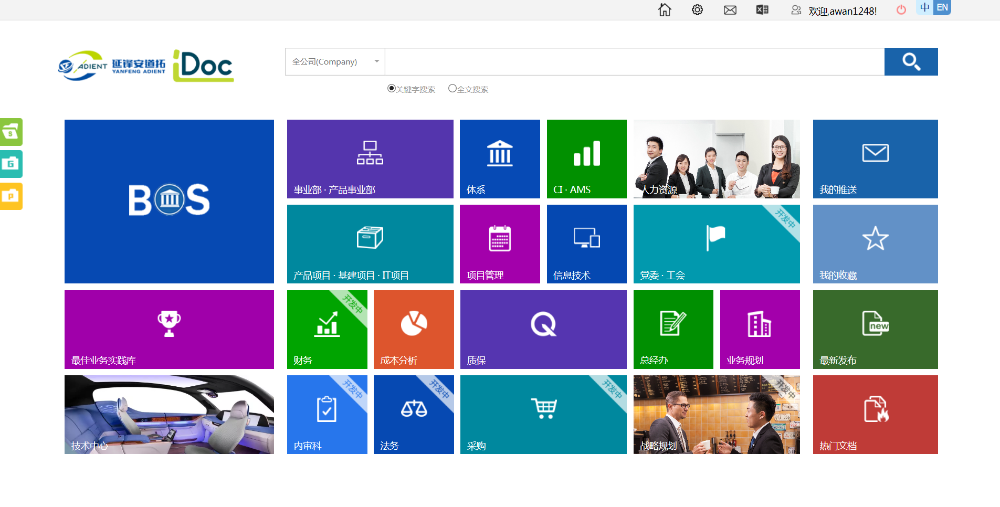 欢迎,awan1248!
中 EN
ADIENT 延锋安道拓 YANFENG ADIENT iDoc
全公司(Company)
关键字搜索 全文搜索
S
G
P
BOS
事业部 · 产品事业部
体系
CI · AMS
人力资源
我的推送
产品项目 · 基建项目 · IT项目
项目管理
信息技术
开发中
党委 · 工会
我的收藏
最佳业务实践库
开发中
财务
成本分析
Q
质保
总经办
业务规划
new
最新发布
技术中心
开发中
内审科
开发中
法务
开发中
采购
开发中
战略规划
热门文档